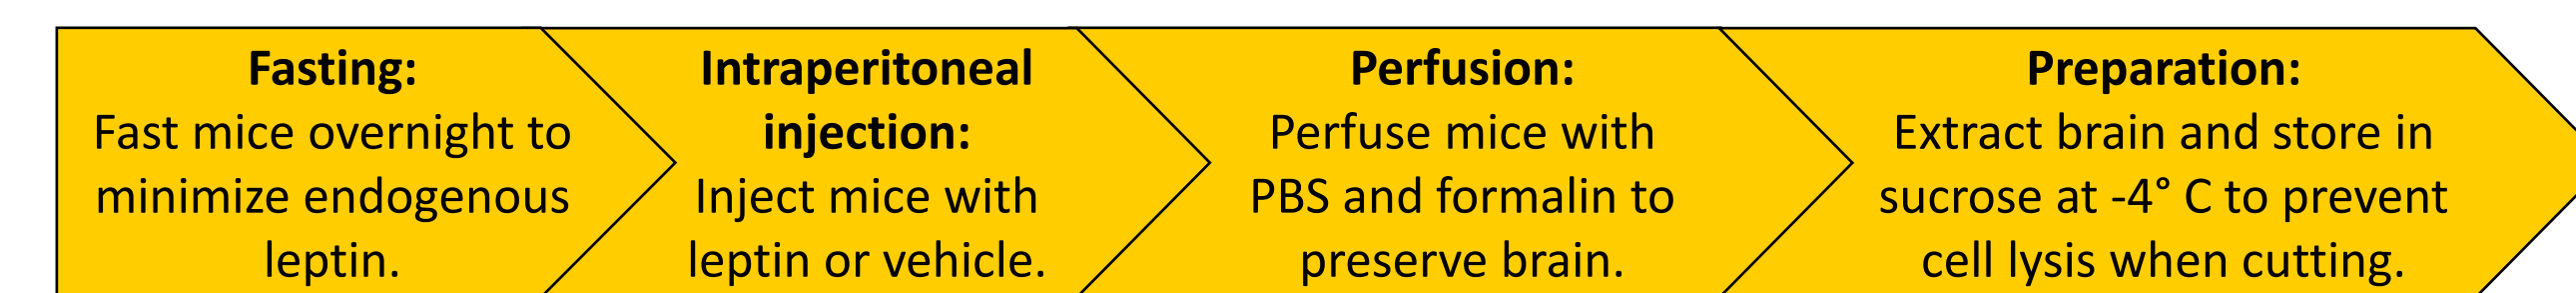 Fasting:
Fast mice overnight to
minimize endogenous
leptin.
Intraperitoneal
injection:
Inject mice with
leptin or vehicle.
Perfusion:
Perfuse mice with
PBS and formalin to
preserve brain.
Preparation:
Extract brain and store in
sucrose at -4° C to prevent
cell lysis when cutting.